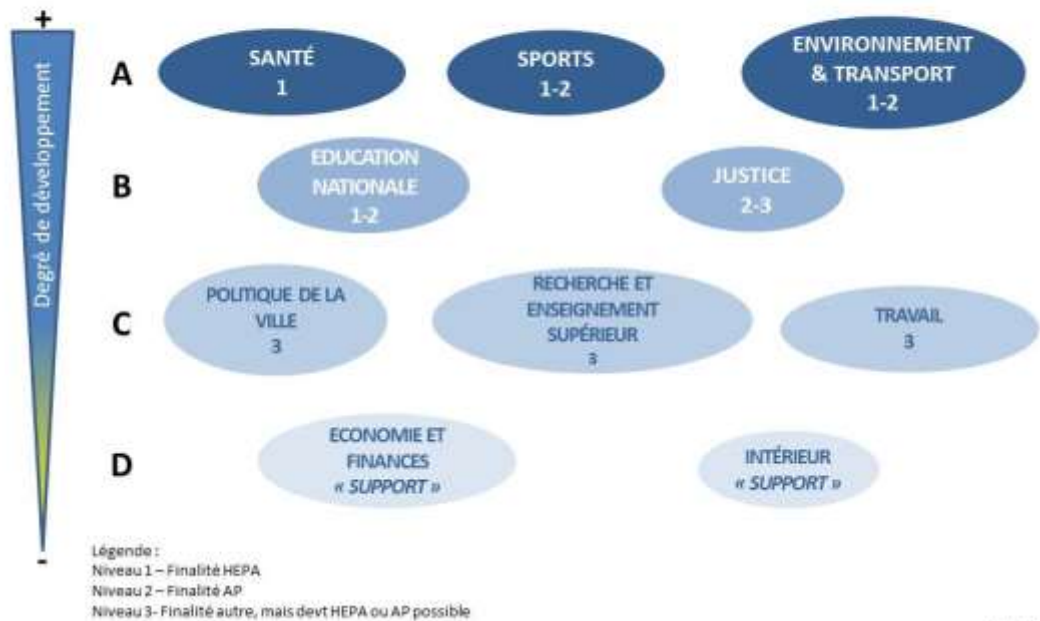 +
Degré de développement
A
SANTÉ
1
SPORTS
1-2
ENVIRONNEMENT
& TRANSPORT
1-2
B
EDUCATION
NATIONALE
1-2
JUSTICE
2-3
C
POLITIQUE DE LA
VILLE
3
RECHERCHE ET
ENSEIGNEMENT
SUPÉRIEUR
3
TRAVAIL
3
D
ECONOMIE ET
FINANCES
« SUPPORT »
INTÉRIEUR
« SUPPORT »
-
Légende :
Niveau 1 – Finalité HEPA
Niveau 2 – Finalité AP
Niveau 3- Finalité autre, mais devt HEPA ou AP possible